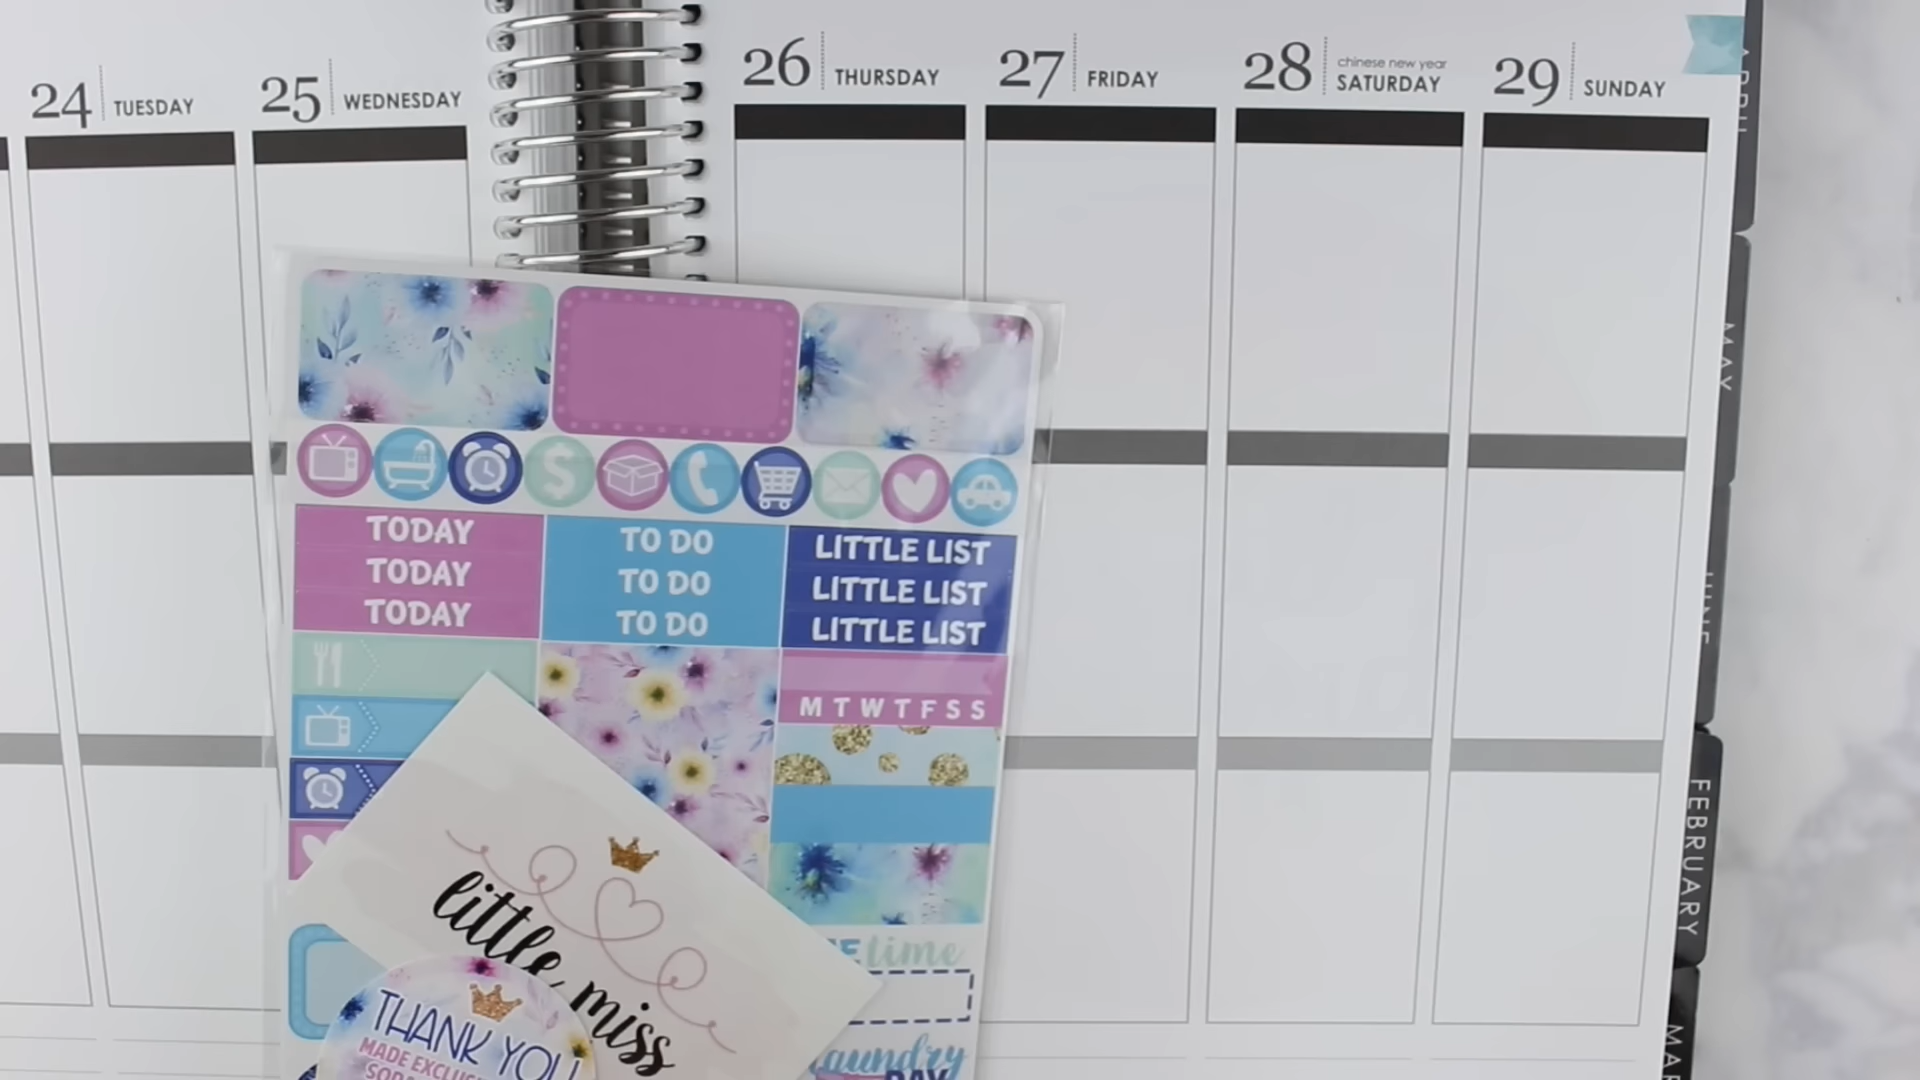 24 TUESDAY
25 WEDNESDAY
26 THURSDAY
27 FRIDAY
28 chinese new year SATURDAY
29 SUNDAY
APRIL
MAY
JUNE
FEBRUARY
TODAY
TODAY
TODAY
TO DO
TO DO
TO DO
LITTLE LIST
LITTLE LIST
LITTLE LIST
M T W T F S S
time
little miss
THANK YOU
MADE
laundry
DAY